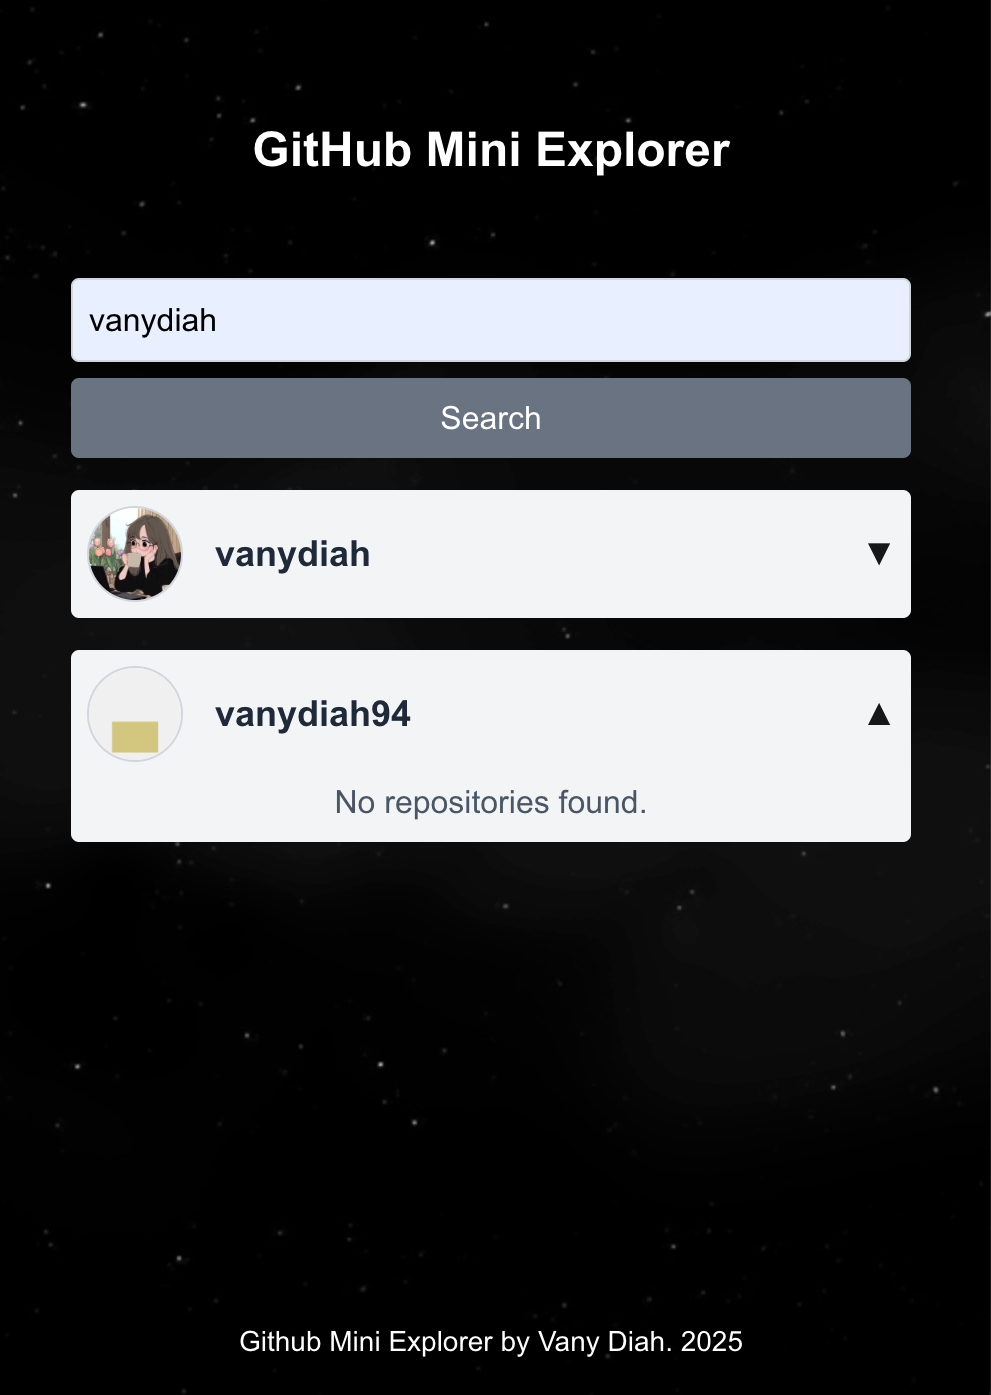 GitHub Mini Explorer
vanydiah
Search
vanydiah
▼
vanydiah94
▲
No repositories found.
Github Mini Explorer by Vany Diah. 2025